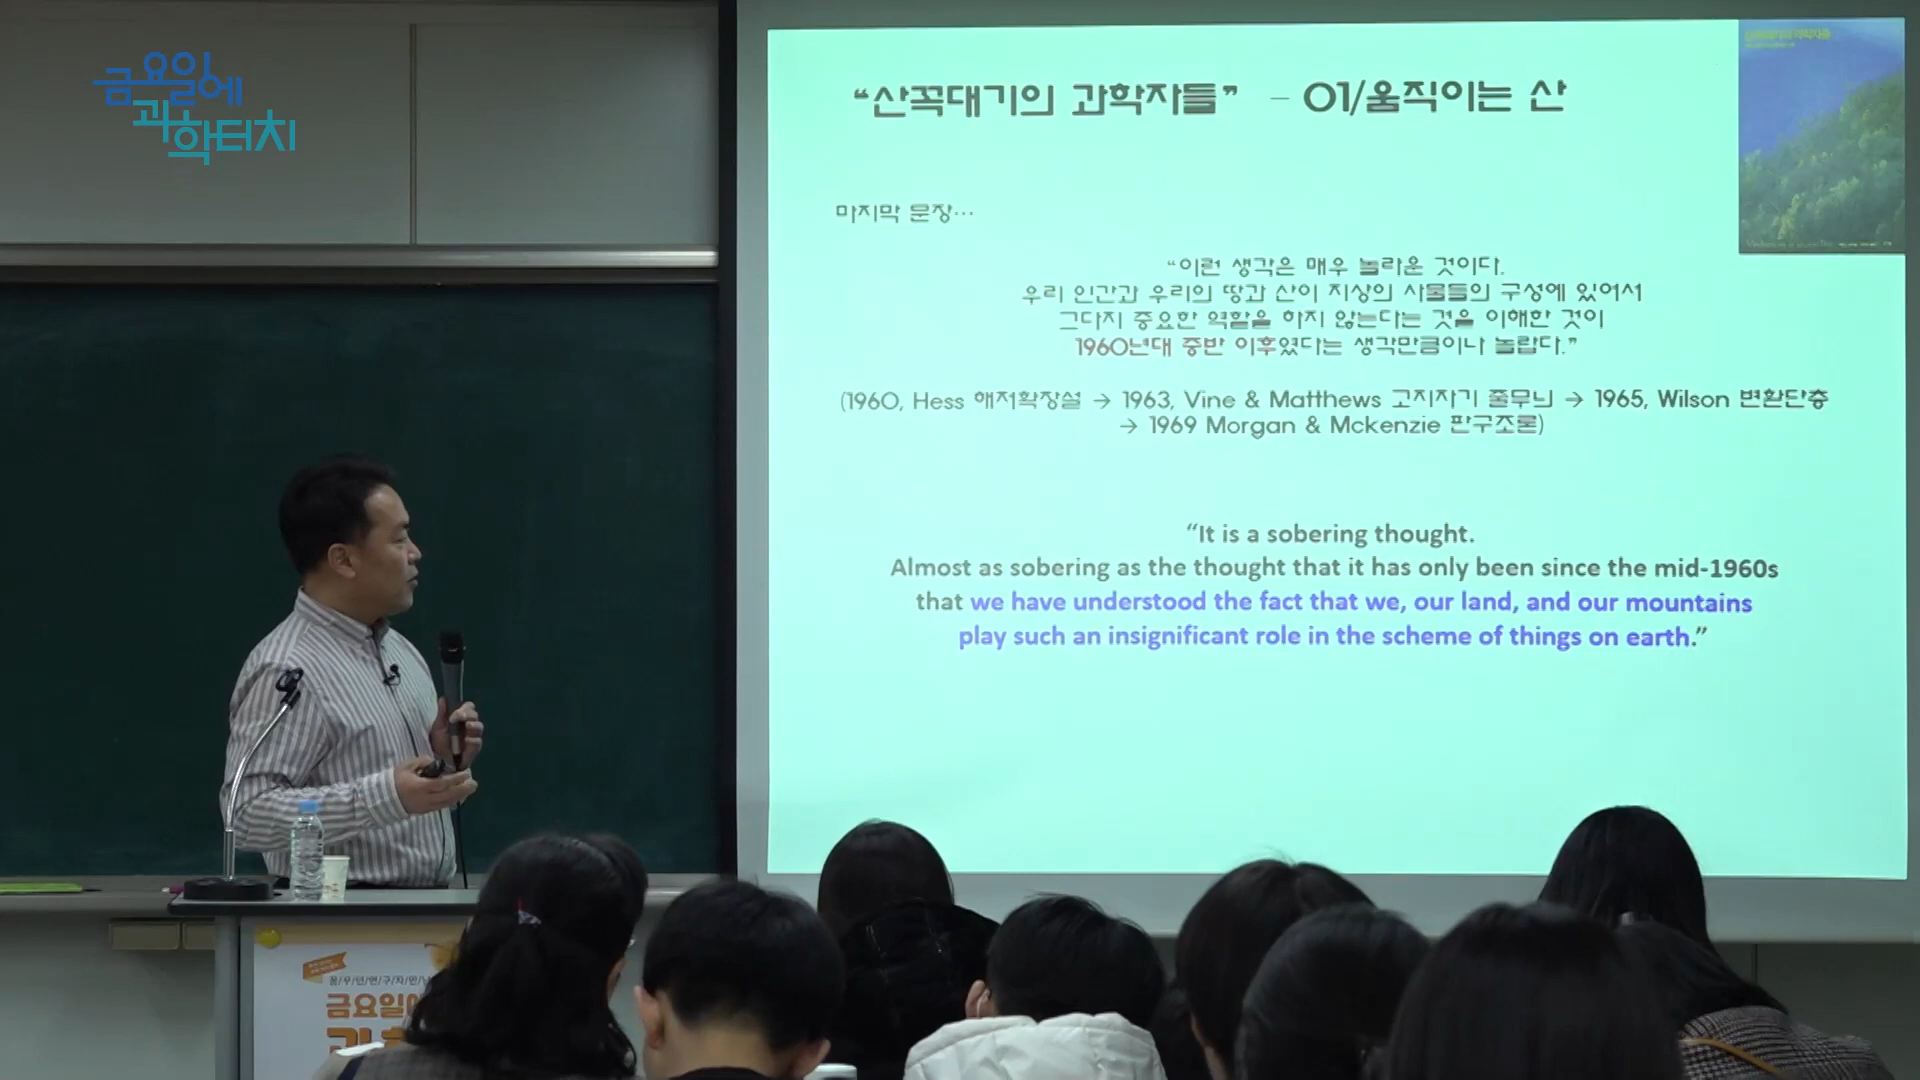 금요일에
과학터치
“산꼭대기의 과학자들” – 01/움직이는 산
마지막 문장…
“이런 생각은 매우 놀라운 것이다.
우리 인간과 우리의 땅과 산이 지상의 사물들의 구성에 있어서
그다지 중요한 역할을 하지 않는다는 것을 이해한 것이
1960년대 중반 이후였다는 생각만큼이나 놀랍다.”
(1960, Hess 해저확장설 → 1963, Vine & Matthews 고지자기 줄무늬 → 1965, Wilson 변환단층
→ 1969 Morgan & Mckenzie 판구조론)
“It is a sobering thought.
Almost as sobering as the thought that it has only been since the mid-1960s
that we have understood the fact that we, our land, and our mountains
play such an insignificant role in the scheme of things on earth.”
금요일에